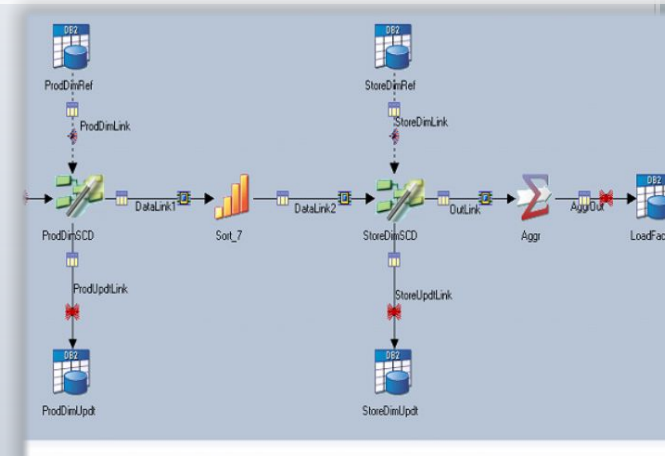 DB2
DB2
ProdDimRef
StoreDimRef
ProdDimLink
StoreDimLink
DB2
DataLink1
DataLink2
OutLink
AggrOut
ProdDimSCD
Sort_7
StoreDimSCD
Aggr
LoadFac
ProdUpdtLink
StoreUpdtLink
DB2
DB2
ProdDimUpdt
StoreDimUpdt